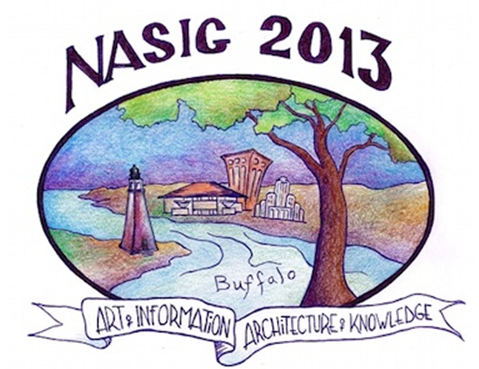 NASIG 2013
Buffalo
ART & INFORMATION
ARCHITECTURE & KNOWLEDGE